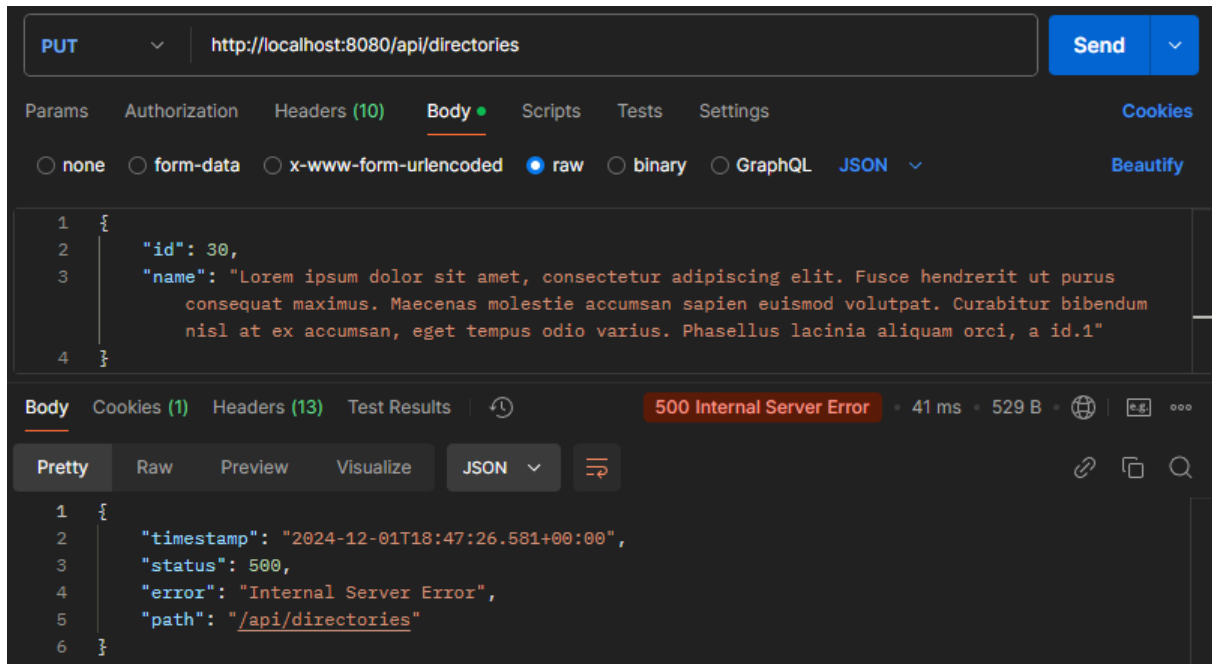 PUT http://localhost:8080/api/directories Send
Params Authorization Headers (10) Body Scripts Tests Settings Cookies
none form-data x-www-form-urlencoded raw binary GraphQL JSON Beautify
1 {
2 "id": 30,
3 "name": "Lorem ipsum dolor sit amet, consectetur adipiscing elit. Fusce hendrerit ut purus
consequat maximus. Maecenas molestie accumsan sapien euismod volutpat. Curabitur bibendum
nisl at ex accumsan, eget tempus odio varius. Phasellus lacinia aliquam orci, a id.1"
4 }
Body Cookies (1) Headers (13) Test Results 500 Internal Server Error • 41 ms • 529 B • e.g.
Pretty Raw Preview Visualize JSON
1 {
2 "timestamp": "2024-12-01T18:47:26.581+00:00",
3 "status": 500,
4 "error": "Internal Server Error",
5 "path": "/api/directories"
6 }